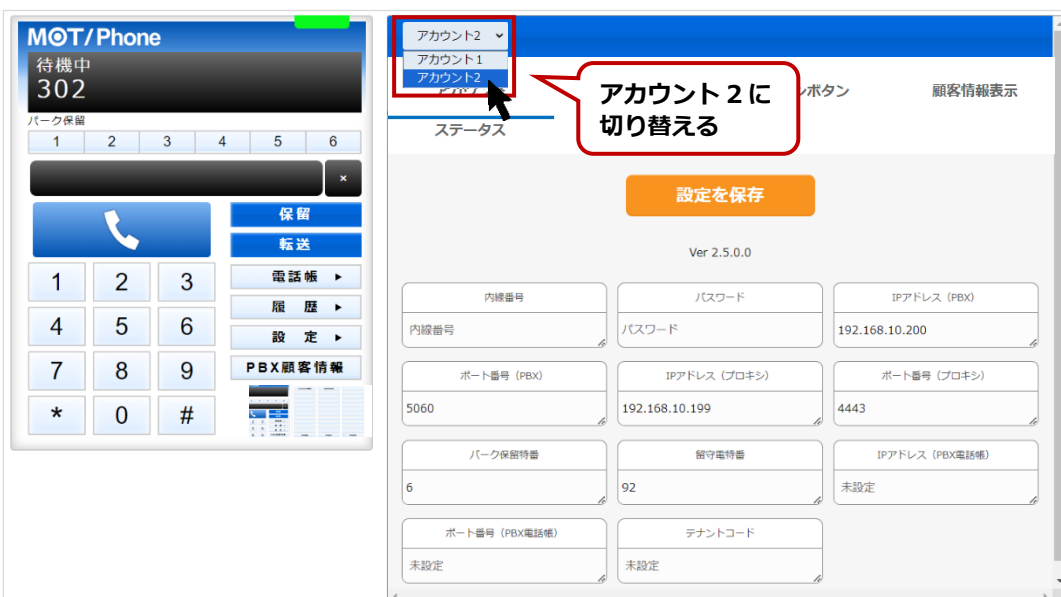 MOT/Phone
待機中
302
パーク保留
1 2 3 4 5 6
×
保留
転送
1 2 3
電話帳 ▶
履 歴 ▶
4 5 6
設 定 ▶
7 8 9
PBX顧客情報
* 0 #
アカウント2
アカウント1
アカウント2
アカウント2に
切り替える
ボタン
顧客情報表示
ステータス
設定を保存
Ver 2.5.0.0
内線番号
内線番号
パスワード
パスワード
IPアドレス（PBX）
192.168.10.200
ポート番号（PBX）
5060
IPアドレス（プロキシ）
192.168.10.199
ポート番号（プロキシ）
4443
パーク保留特番
6
留守電特番
92
IPアドレス（PBX電話帳）
未設定
ポート番号（PBX電話帳）
未設定
テナントコード
未設定